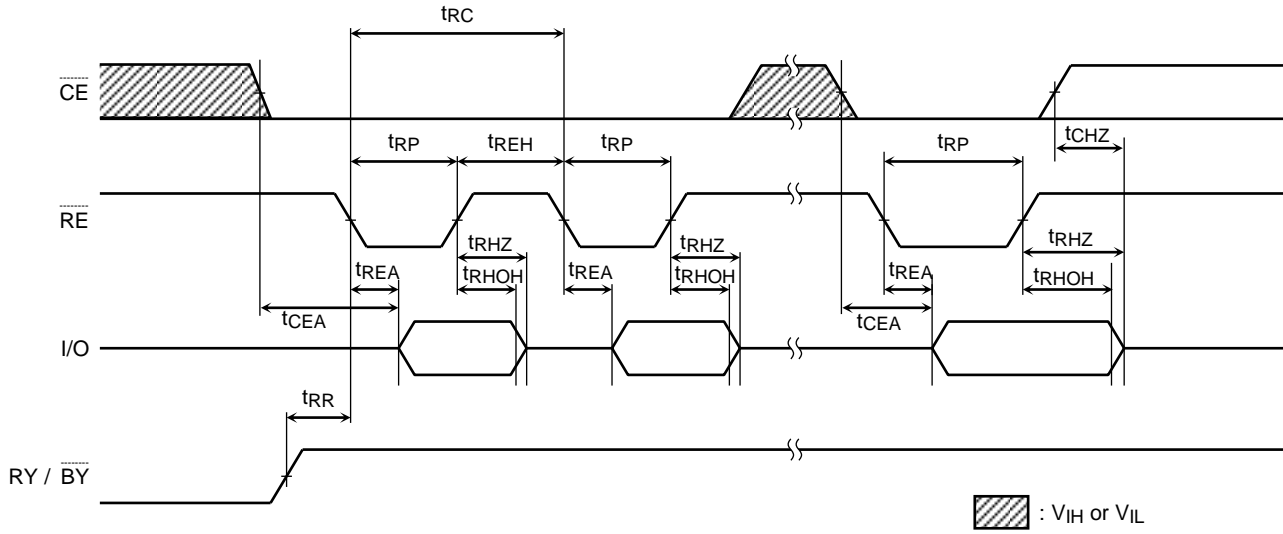 tRC
CE
tRP
tREH
tRP
tRP
tCHZ
RE
tREA
tRHZ
tRHOH
tREA
tRHZ
tRHOH
tREA
tRHZ
tRHOH
tCEA
tCEA
I/O
tRR
RY / BY
: VIH or VIL